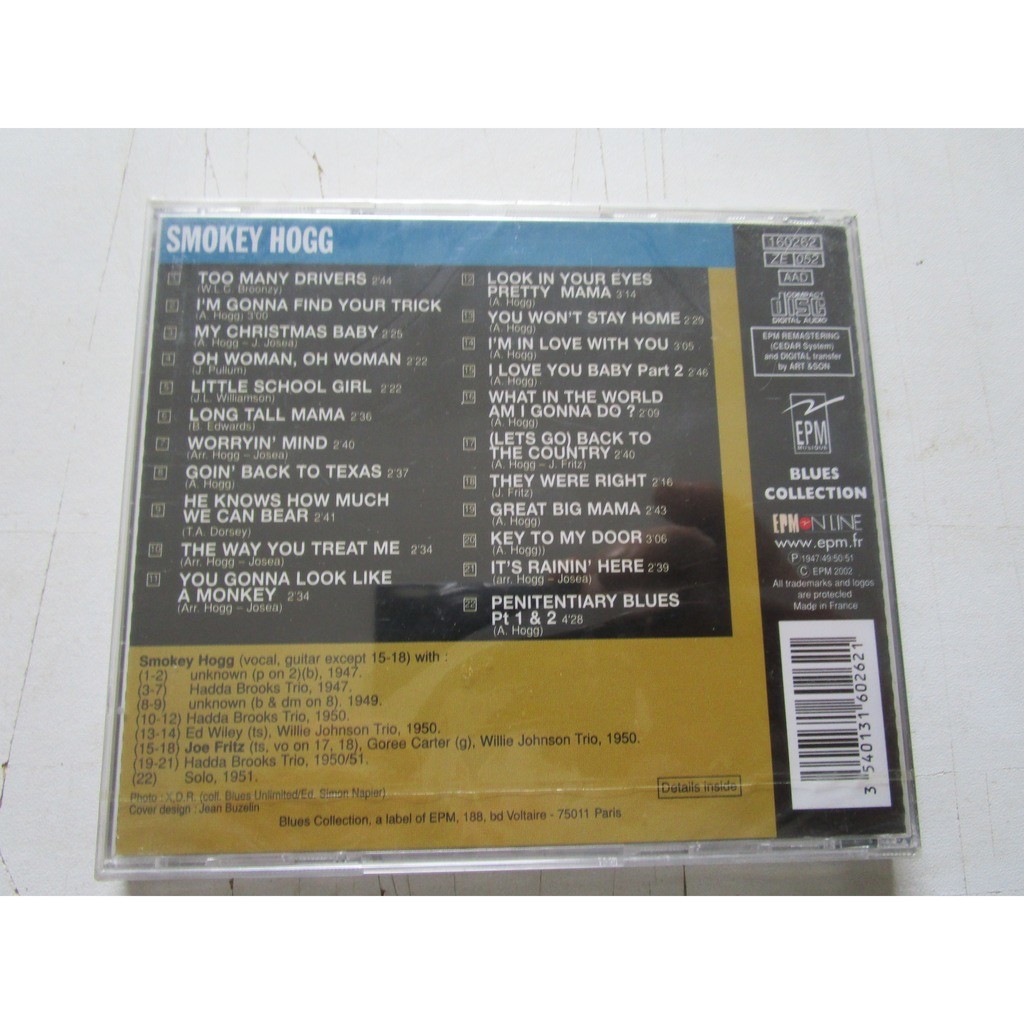 SMOKEY HOGG
1 TOO MANY DRIVERS 2'44
(W.L.C. Broonzy)
2 I'M GONNA FIND YOUR TRICK
(A. Hogg) 3'00
3 MY CHRISTMAS BABY 2'25
(A. Hogg – J. Josea)
4 OH WOMAN, OH WOMAN 2'22
(J. Pullum)
5 LITTLE SCHOOL GIRL 2'22
(J.L. Williamson)
6 LONG TALL MAMA 2'36
(B. Edwards)
7 WORRYIN' MIND 2'40
(Arr. Hogg – Josea)
8 GOIN' BACK TO TEXAS 2'37
(A. Hogg)
9 HE KNOWS HOW MUCH
WE CAN BEAR 2'41
(T.A. Dorsey)
10 THE WAY YOU TREAT ME 2'34
(Arr. Hogg – Josea)
11 YOU GONNA LOOK LIKE
A MONKEY 2'34
(Arr. Hogg – Josea)
12 LOOK IN YOUR EYES
PRETTY MAMA 3'14
(A. Hogg)
13 YOU WON'T STAY HOME 2'29
(A. Hogg)
14 I'M IN LOVE WITH YOU 3'05
(A. Hogg)
15 I LOVE YOU BABY Part 2 2'46
(A. Hogg)
16 WHAT IN THE WORLD
AM I GONNA DO ? 2'09
(A. Hogg)
17 (LETS GO) BACK TO
THE COUNTRY 2'40
(A. Hogg – J. Fritz)
18 THEY WERE RIGHT 2'16
(J. Fritz)
19 GREAT BIG MAMA 2'43
(A. Hogg)
20 KEY TO MY DOOR 3'06
(A. Hogg))
21 IT'S RAININ' HERE 2'39
(arr. Hogg – Josea)
22 PENITENTIARY BLUES
Pt 1 & 2 4'28
(A. Hogg)
Smokey Hogg (vocal, guitar except 15-18) with :
(1-2) unknown (p on 2)(b), 1947.
(3-7) Hadda Brooks Trio, 1947.
(8-9) unknown (b & dm on 8). 1949.
(10-12) Hadda Brooks Trio, 1950.
(13-14) Ed Wiley (ts), Willie Johnson Trio, 1950.
(15-18) Joe Fritz (ts, vo on 17, 18), Goree Carter (g), Willie Johnson Trio, 1950.
(19-21) Hadda Brooks Trio, 1950/51.
(22) Solo, 1951.
Photo : X.D.R. (coll. Blues Unlimited/Ed. Simon Napier)
Cover design : Jean Buzelin
Details inside
Blues Collection, a label of EPM, 188, bd Voltaire - 75011 Paris
160262
ZE 052
AAD
COMPACT
disc
DIGITAL AUDIO
EPM REMASTERING
(CEDAR System)
and DIGITAL transfer
by ART &SON
EPM
MUSIQUE
BLUES
COLLECTION
EPM ON LINE
www.epm.fr
Ⓟ 1947-49-50-51
Ⓒ EPM 2002
All trademarks and logos
are protected
Made in France
3 540131 602621